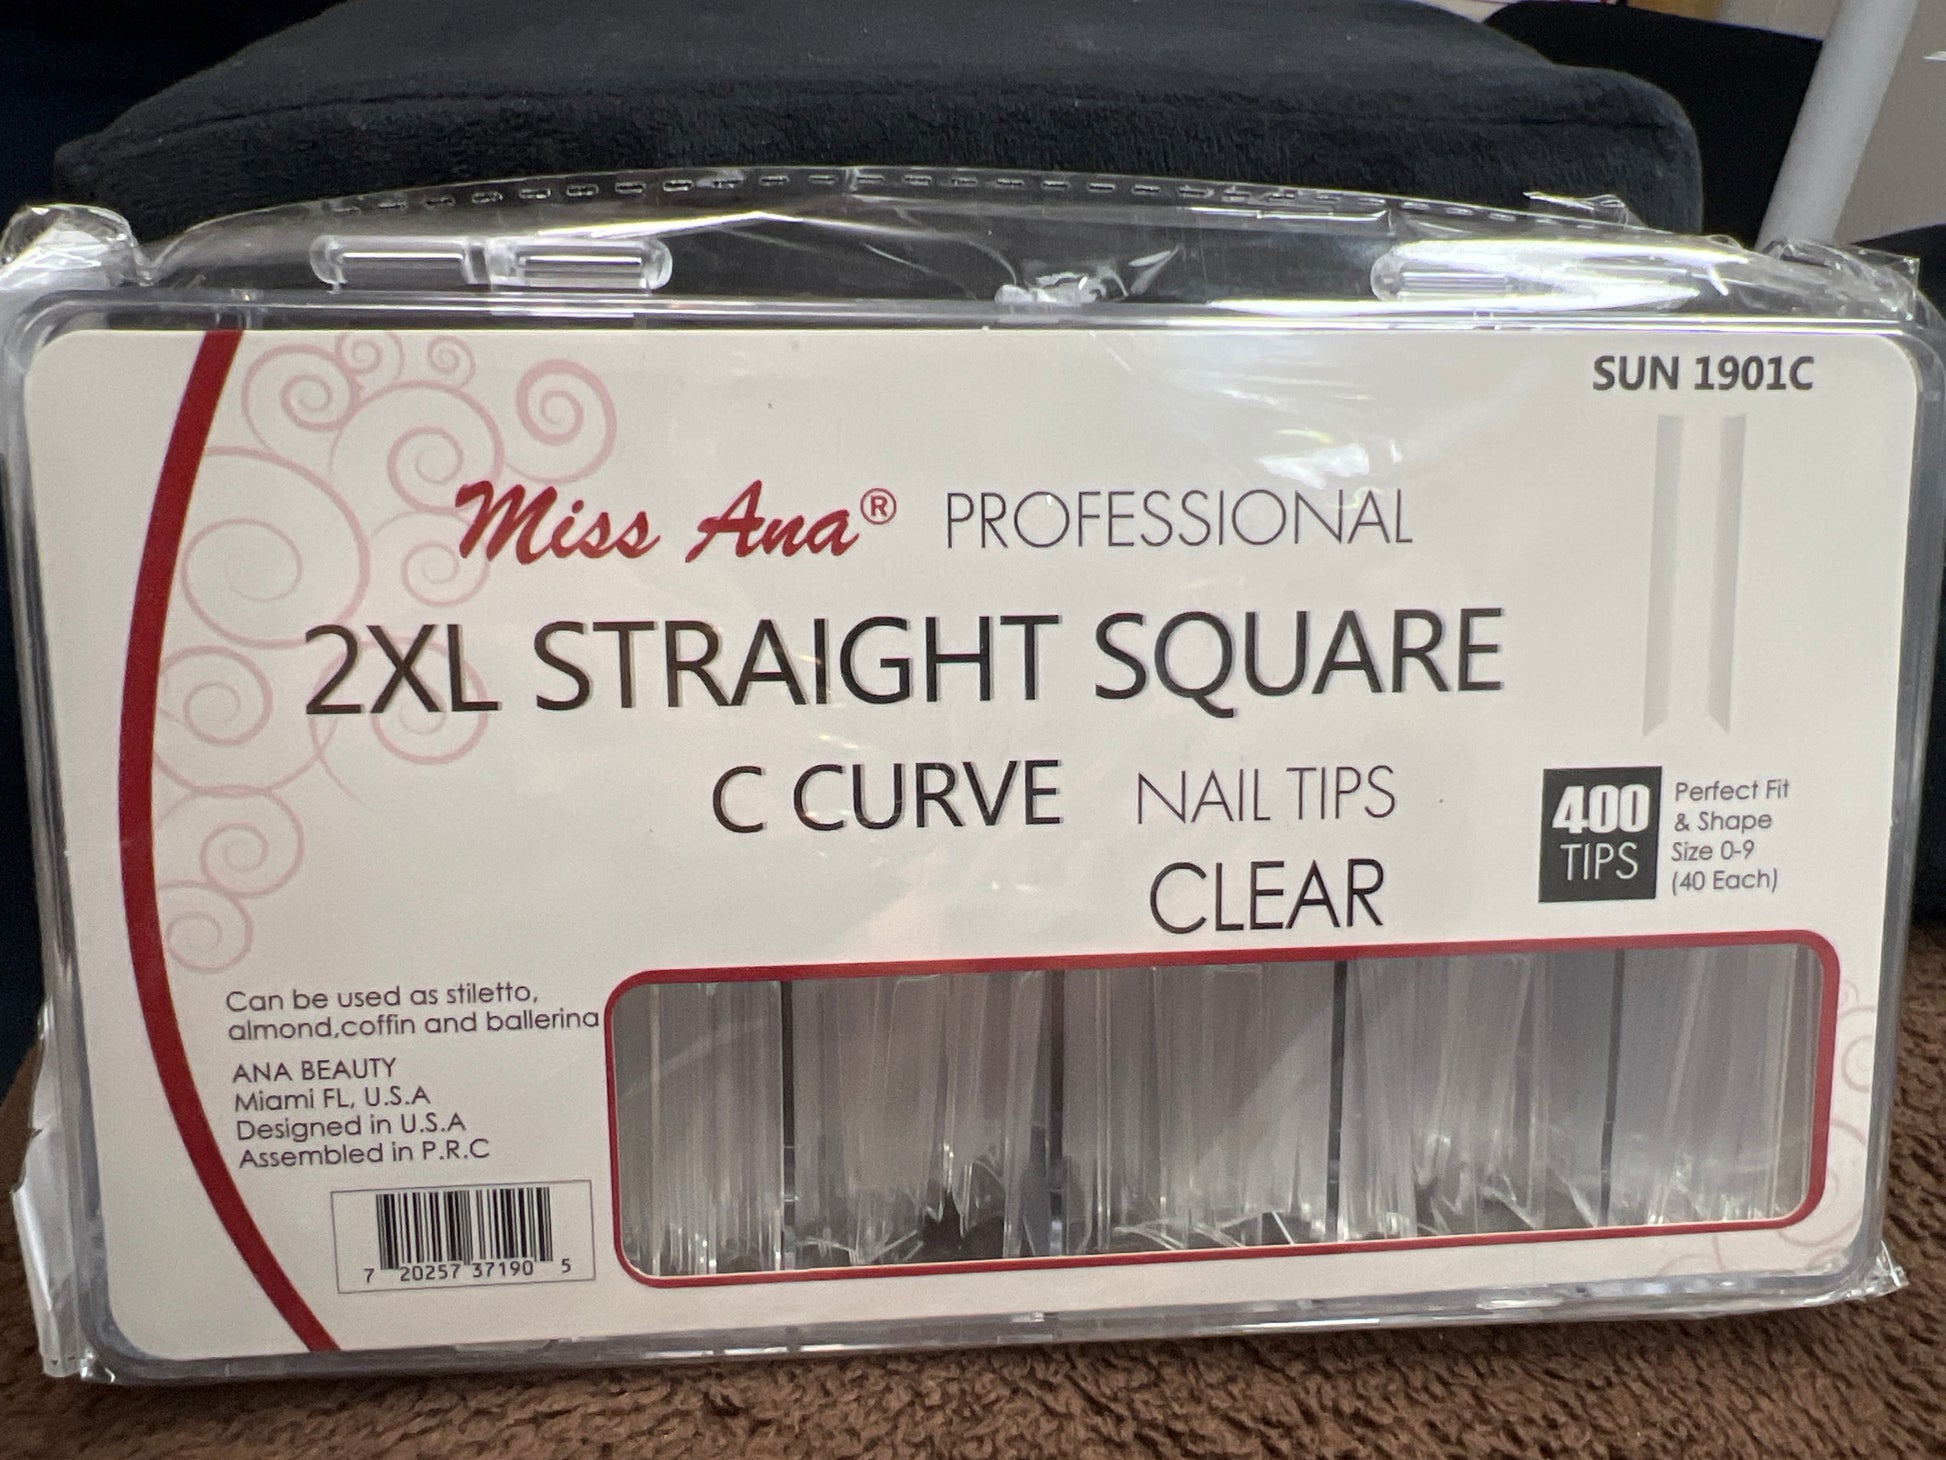 SUN 1901C
Miss Ana® PROFESSIONAL
2XL STRAIGHT SQUARE
C CURVE NAIL TIPS
CLEAR
400
TIPS
Perfect Fit
& Shape
Size 0-9
(40 Each)
Can be used as stiletto,
almond,coffin and ballerina
ANA BEAUTY
Miami FL, U.S.A
Designed in U.S.A
Assembled in P.R.C
7 20257 37190 5